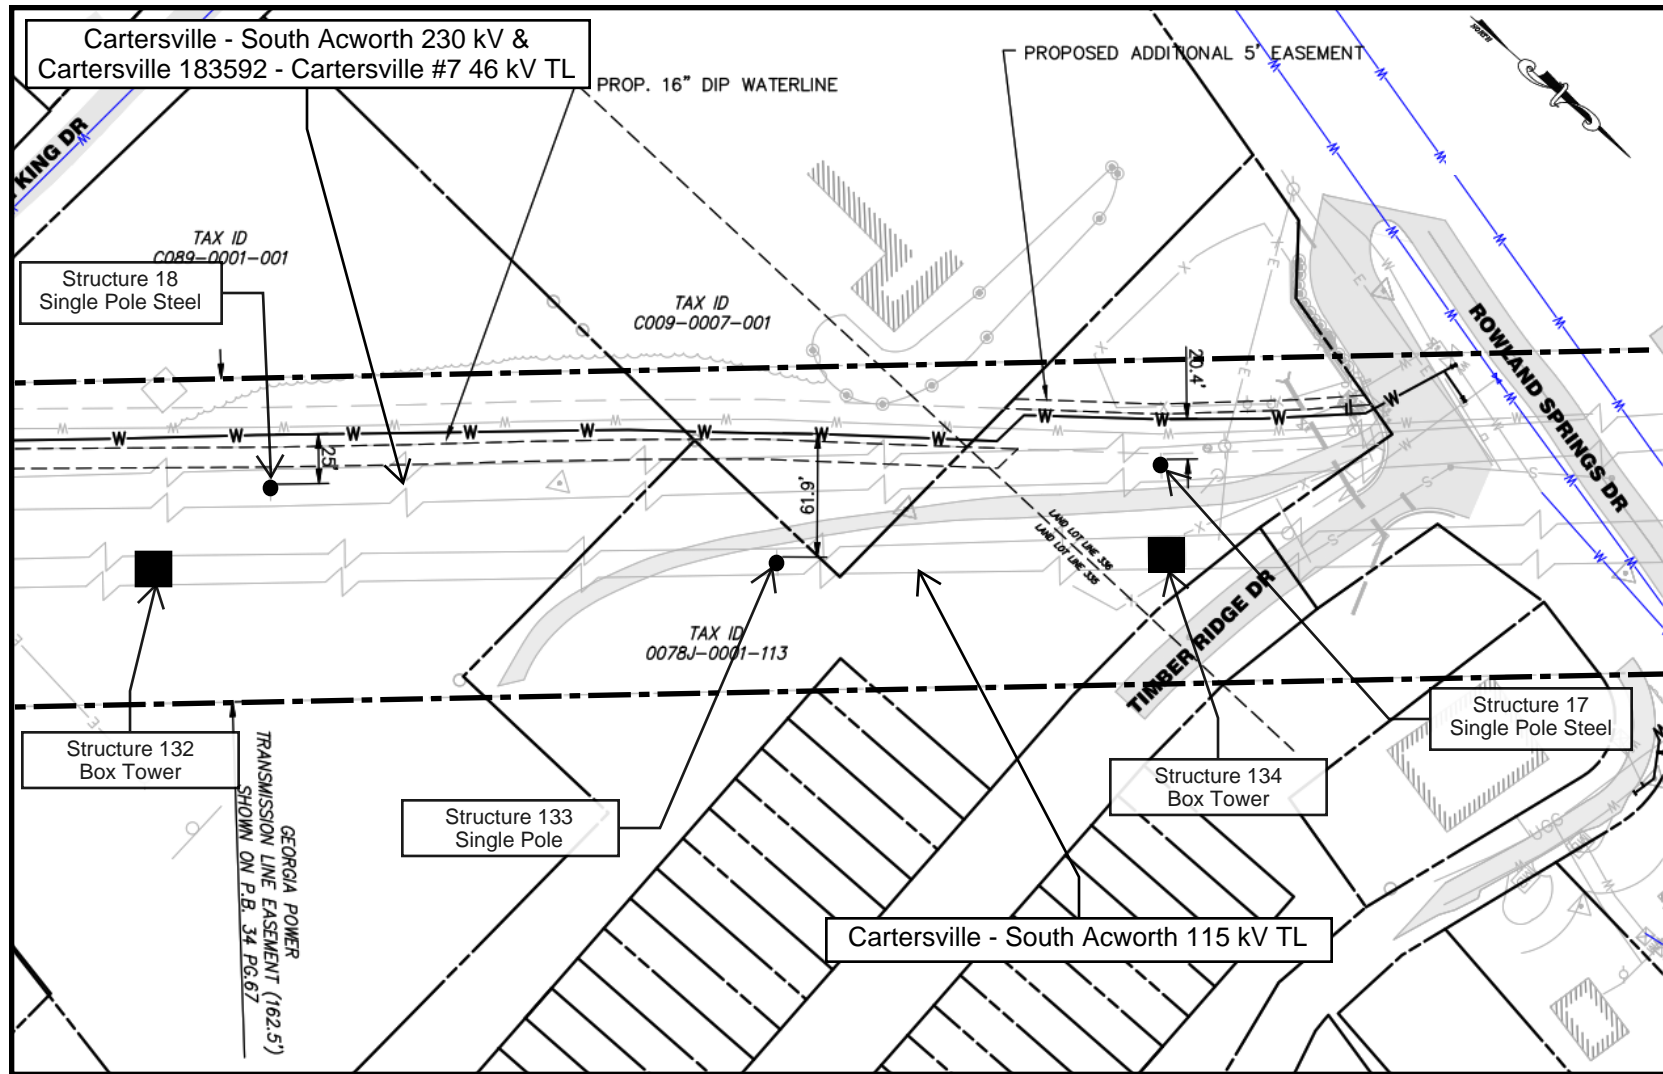 Cartersville - South Acworth 230 kV &
Cartersville 183592 - Cartersville #7 46 kV TL
PROP. 16" DIP WATERLINE
PROPOSED ADDITIONAL 5' EASEMENT
KING DR
TAX ID
C089-0001-001
Structure 18
Single Pole Steel
TAX ID
C009-0007-001
20.4'
ROWLAND SPRINGS DR
W W W W W W W W W W W W
25'
61.9'
LAND LOT LINE 336
LAND LOT LINE 335
TIMBER RIDGE DR
TAX ID
0078J-0001-113
Structure 17
Single Pole Steel
Structure 132
Box Tower
Structure 134
Box Tower
Structure 133
Single Pole
GEORGIA POWER
TRANSMISSION LINE EASEMENT (162.5')
SHOWN ON P.B. 34 PG.67
UGG
Cartersville - South Acworth 115 kV TL